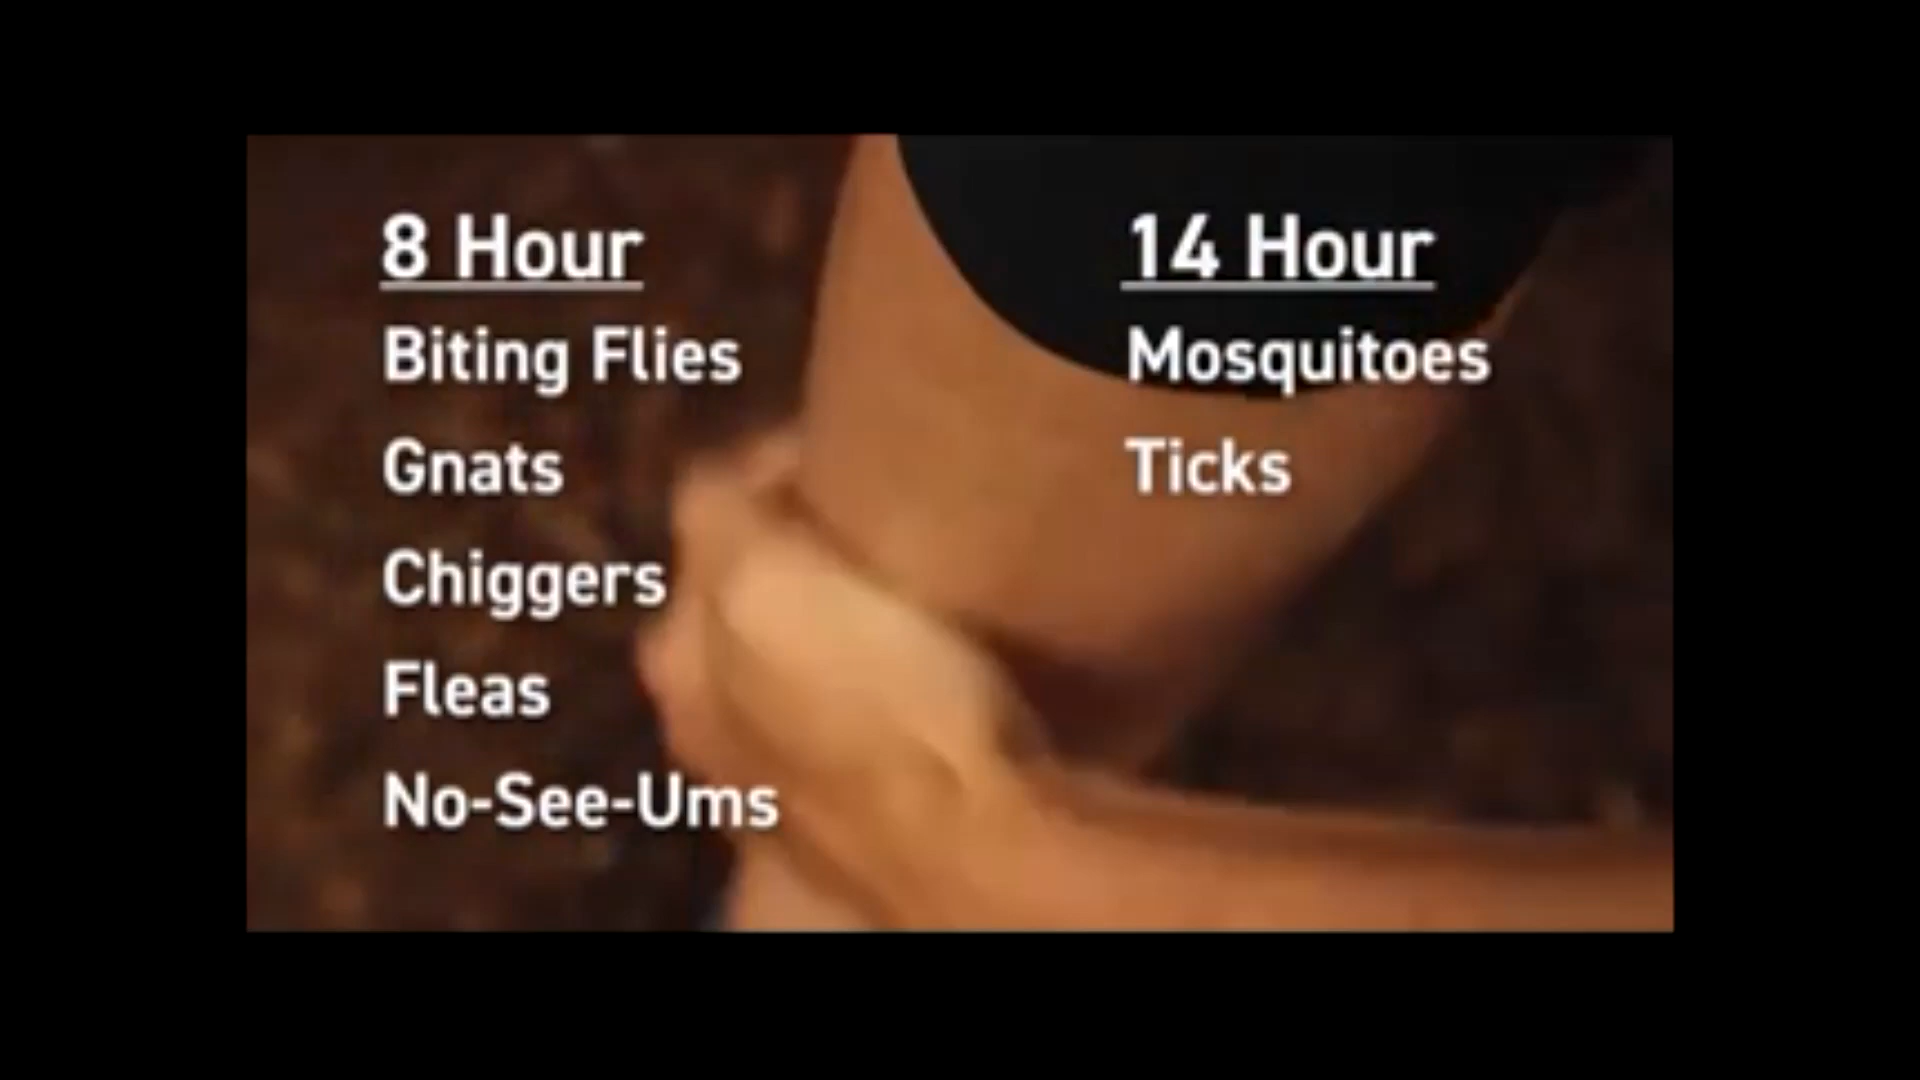 8 Hour
Biting Flies
Gnats
Chiggers
Fleas
No-See-Ums
14 Hour
Mosquitoes
Ticks